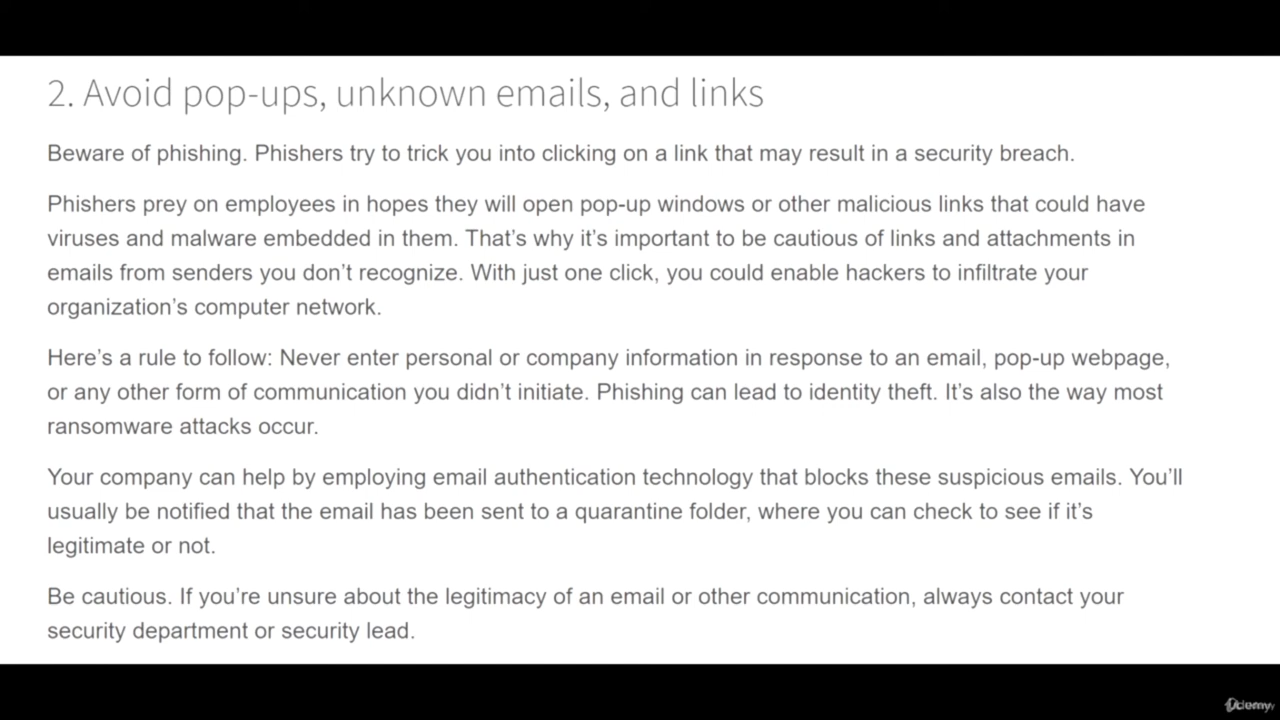 2. Avoid pop-ups, unknown emails, and links
Beware of phishing. Phishers try to trick you into clicking on a link that may result in a security breach.
Phishers prey on employees in hopes they will open pop-up windows or other malicious links that could have
viruses and malware embedded in them. That’s why it’s important to be cautious of links and attachments in
emails from senders you don’t recognize. With just one click, you could enable hackers to infiltrate your
organization’s computer network.
Here’s a rule to follow: Never enter personal or company information in response to an email, pop-up webpage,
or any other form of communication you didn’t initiate. Phishing can lead to identity theft. It’s also the way most
ransomware attacks occur.
Your company can help by employing email authentication technology that blocks these suspicious emails. You’ll
usually be notified that the email has been sent to a quarantine folder, where you can check to see if it’s
legitimate or not.
Be cautious. If you’re unsure about the legitimacy of an email or other communication, always contact your
security department or security lead.
Udemy